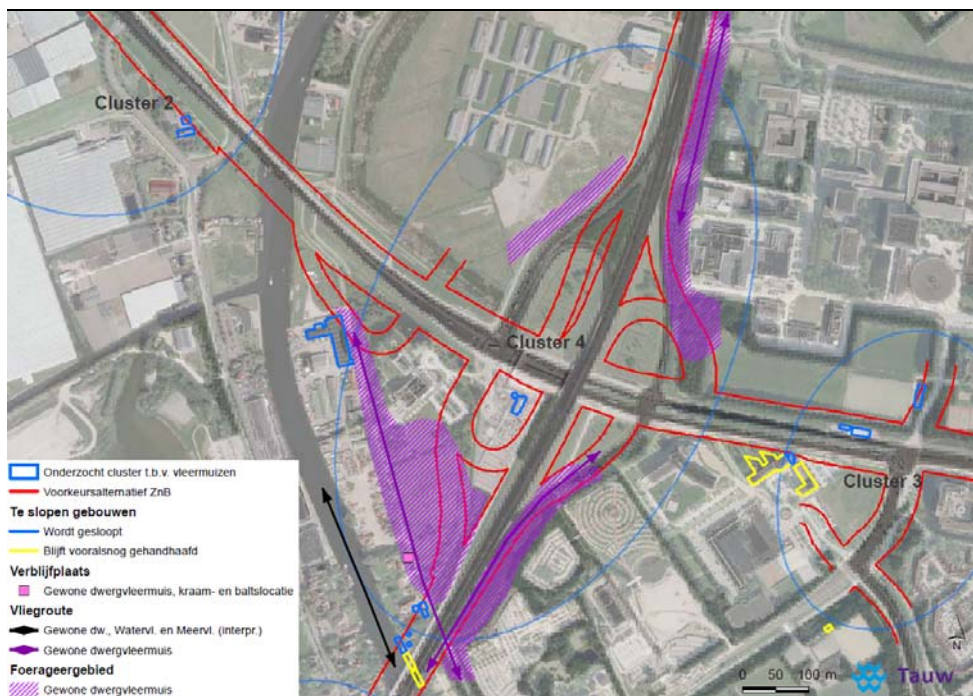 Cluster 2
Cluster 4
Cluster 3
Onderzocht cluster t.b.v. vleermuizen
Voorkeursalternatief ZnB
Te slopen gebouwen
Wordt gesloopt
Blijft vooralsnog gehandhaafd
Verblijfplaats
Gewone dwergvleermuis, kraam- en baltslocatie
Vliegroute
Gewone dw., Watervl. en Meervl. (interpr.)
Gewone dwergvleermuis
Foerageergebied
Gewone dwergvleermuis
N
0 50 100 m
Tauw